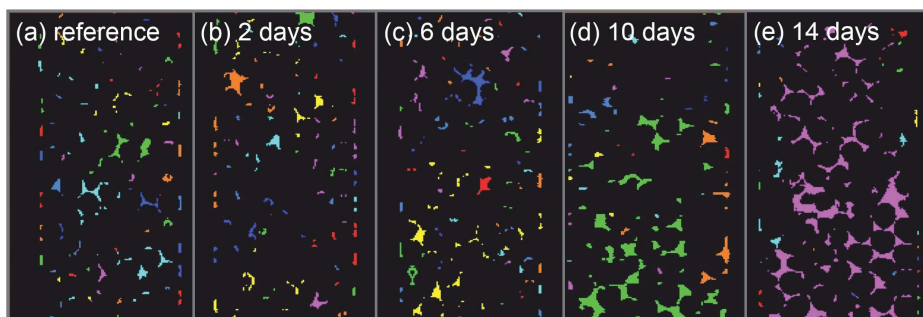 (a) reference
(b) 2 days
(c) 6 days
(d) 10 days
(e) 14 days